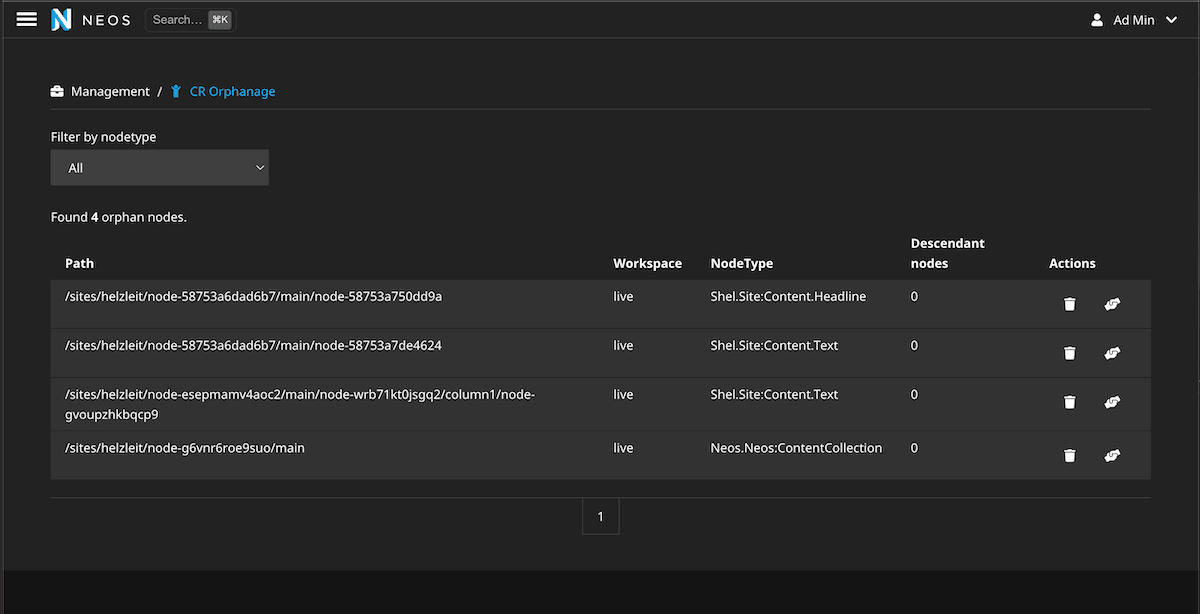 NEOS Search... ⌘K Ad Min
Management / CR Orphanage
Filter by nodetype
All
Found 4 orphan nodes.
Path Workspace NodeType Descendant nodes Actions
/sites/helzleit/node-58753a6dad6b7/main/node-58753a750dd9a live Shel.Site:Content.Headline 0
/sites/helzleit/node-58753a6dad6b7/main/node-58753a7de4624 live Shel.Site:Content.Text 0
/sites/helzleit/node-esepmamv4aoc2/main/node-wrb71kt0jsgq2/column1/node- live Shel.Site:Content.Text 0
gvoupzhkbqcp9
/sites/helzleit/node-g6vnr6roe9suo/main live Neos.Neos:ContentCollection 0
1